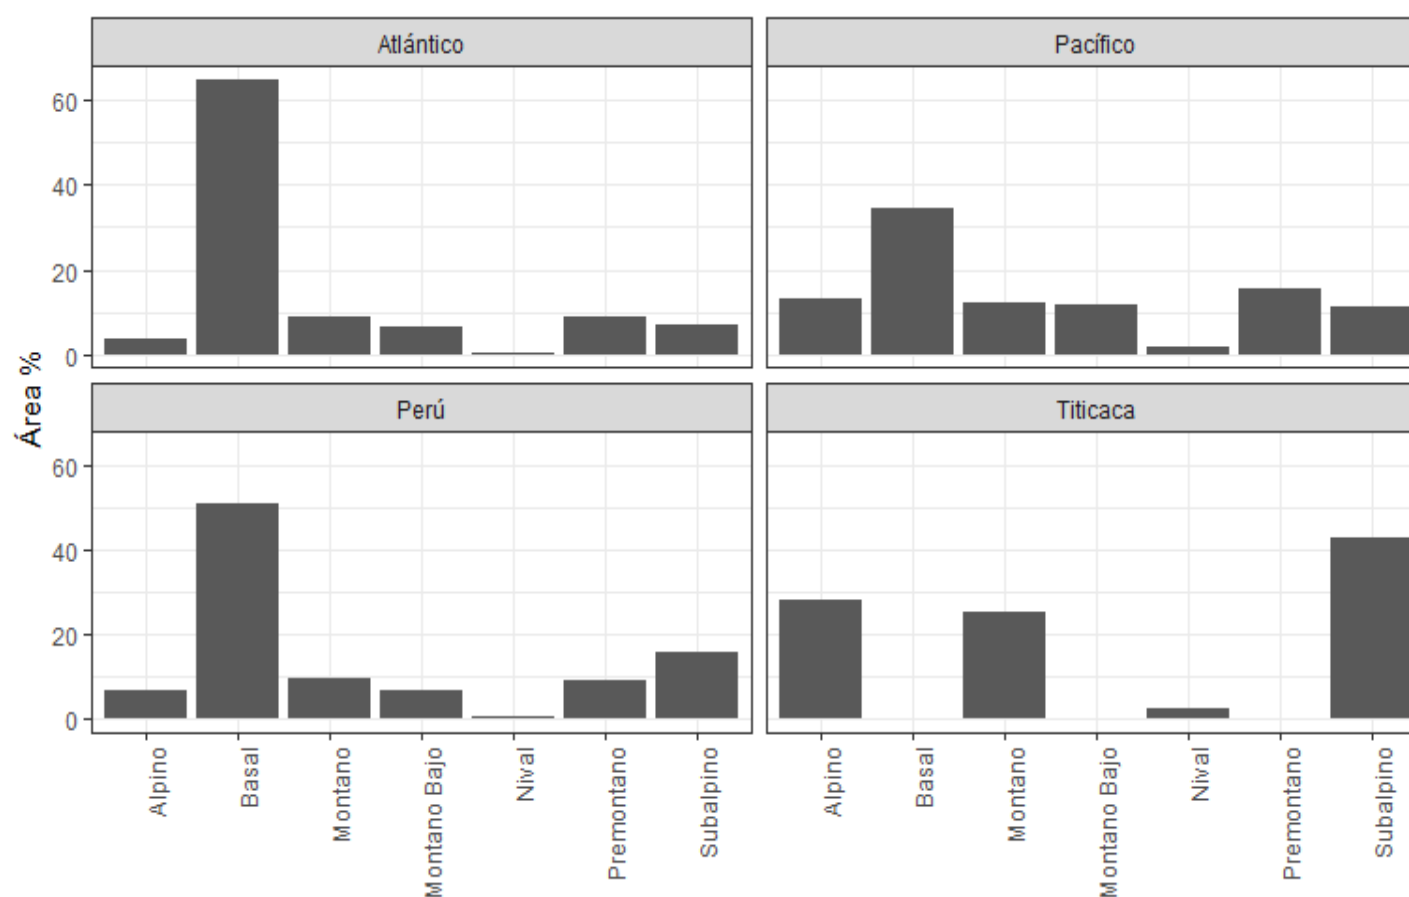 Atlántico
Pacífico
60
40
20
0
Área %
Perú
Titicaca
60
40
20
0
Alpino
Basal
Montano
Montano Bajo
Nival
Premontano
Subalpino
Alpino
Basal
Montano
Montano Bajo
Nival
Premontano
Subalpino